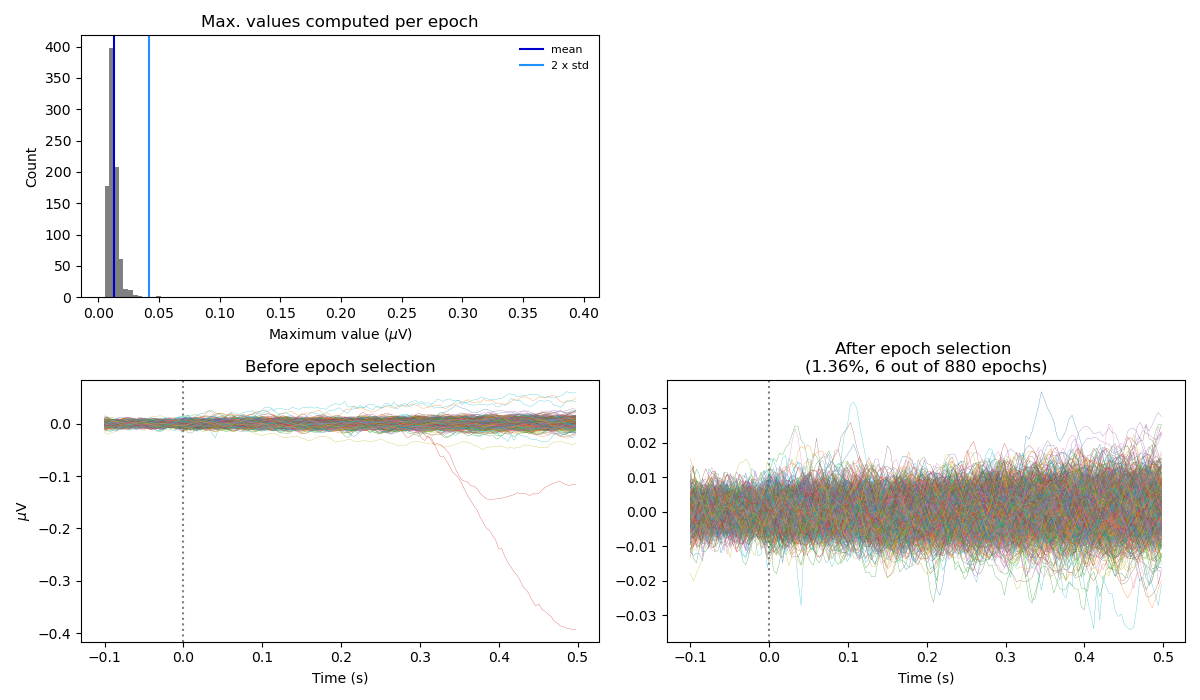 Max. values computed per epoch
mean
2 x std
400
350
300
250
200
150
100
50
0
Count
0.00 0.05 0.10 0.15 0.20 0.25 0.30 0.35 0.40
Maximum value (μV)
Before epoch selection
0.0
−0.1
−0.2
−0.3
−0.4
μV
−0.1 0.0 0.1 0.2 0.3 0.4 0.5
Time (s)
After epoch selection
(1.36%, 6 out of 880 epochs)
0.03
0.02
0.01
0.00
−0.01
−0.02
−0.03
−0.1 0.0 0.1 0.2 0.3 0.4 0.5
Time (s)